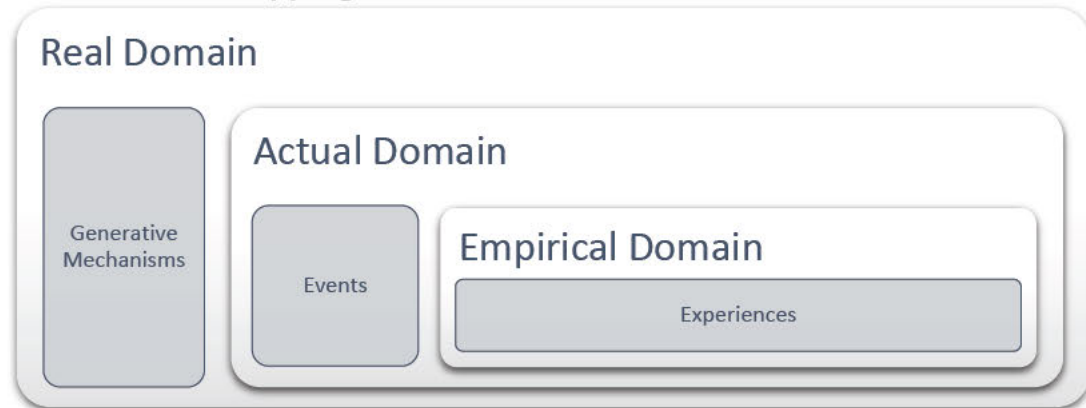 Real Domain
Actual Domain
Generative
Mechanisms
Events
Empirical Domain
Experiences